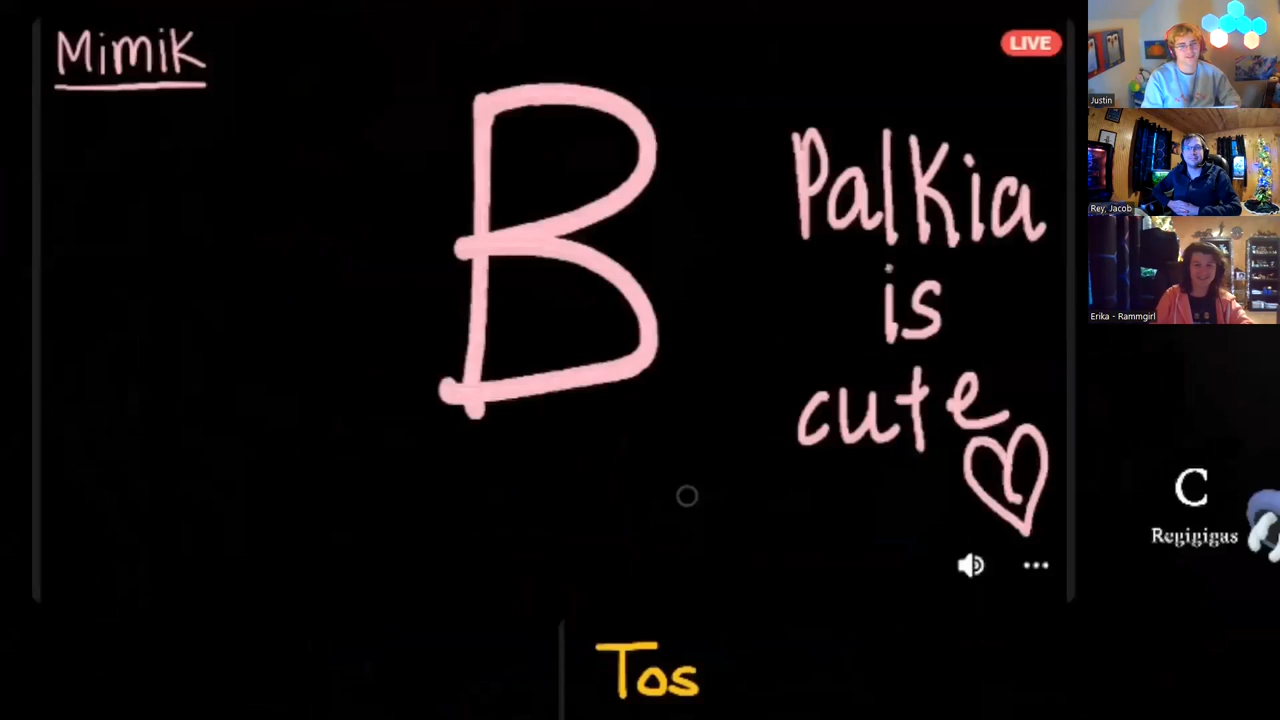 Mimik
LIVE
B
Palkia
is
cute
Justin
Rey, Jacob
Erika - Rammgirl
C
Regigigas
Tos